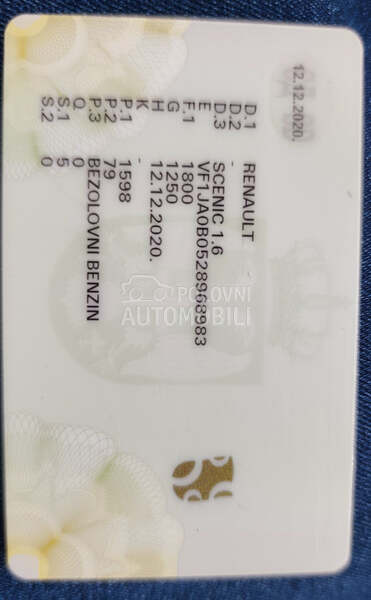 12.12.2020.
D.1 RENAULT
D.2 -
D.3 SCENIC 1.6
E VF1JA0B0528968983
F.1 1800
G 1250
H 12.12.2020.
K -
P.1 1598
P.2 79
P.3 BEZOLOVNI BENZIN
Q 0
S.1 5
S.2 0
POLOVNI
AUTOMOBILI